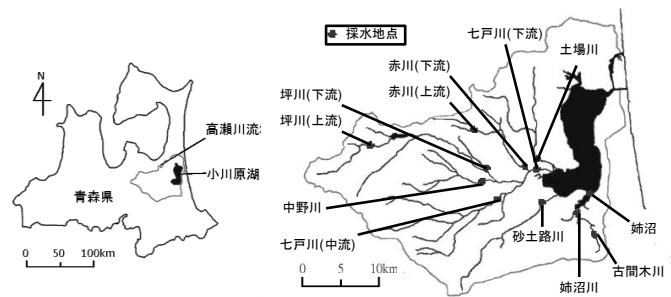 N
高瀬川流
小川原湖
青森県
0 50 100km
採水地点
七戸川(下流)
土場川
赤川(下流)
赤川(上流)
坪川(下流)
坪川(上流)
中野川
七戸川(中流)
砂土路川
姉沼
古間木川
姉沼川
0 5 10km